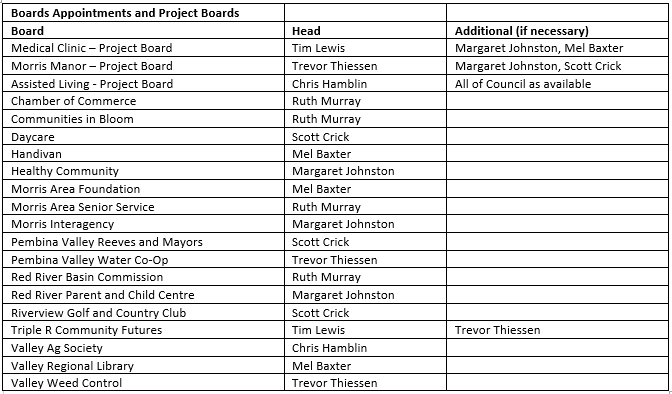 Boards Appointments and Project Boards
Board Head Additional (if necessary)
Medical Clinic – Project Board Tim Lewis Margaret Johnston, Mel Baxter
Morris Manor – Project Board Trevor Thiessen Margaret Johnston, Scott Crick
Assisted Living - Project Board Chris Hamblin All of Council as available
Chamber of Commerce Ruth Murray
Communities in Bloom Ruth Murray
Daycare Scott Crick
Handivan Mel Baxter
Healthy Community Margaret Johnston
Morris Area Foundation Mel Baxter
Morris Area Senior Service Ruth Murray
Morris Interagency Margaret Johnston
Pembina Valley Reeves and Mayors Scott Crick
Pembina Valley Water Co-Op Trevor Thiessen
Red River Basin Commission Ruth Murray
Red River Parent and Child Centre Margaret Johnston
Riverview Golf and Country Club Scott Crick
Triple R Community Futures Tim Lewis Trevor Thiessen
Valley Ag Society Chris Hamblin
Valley Regional Library Mel Baxter
Valley Weed Control Trevor Thiessen